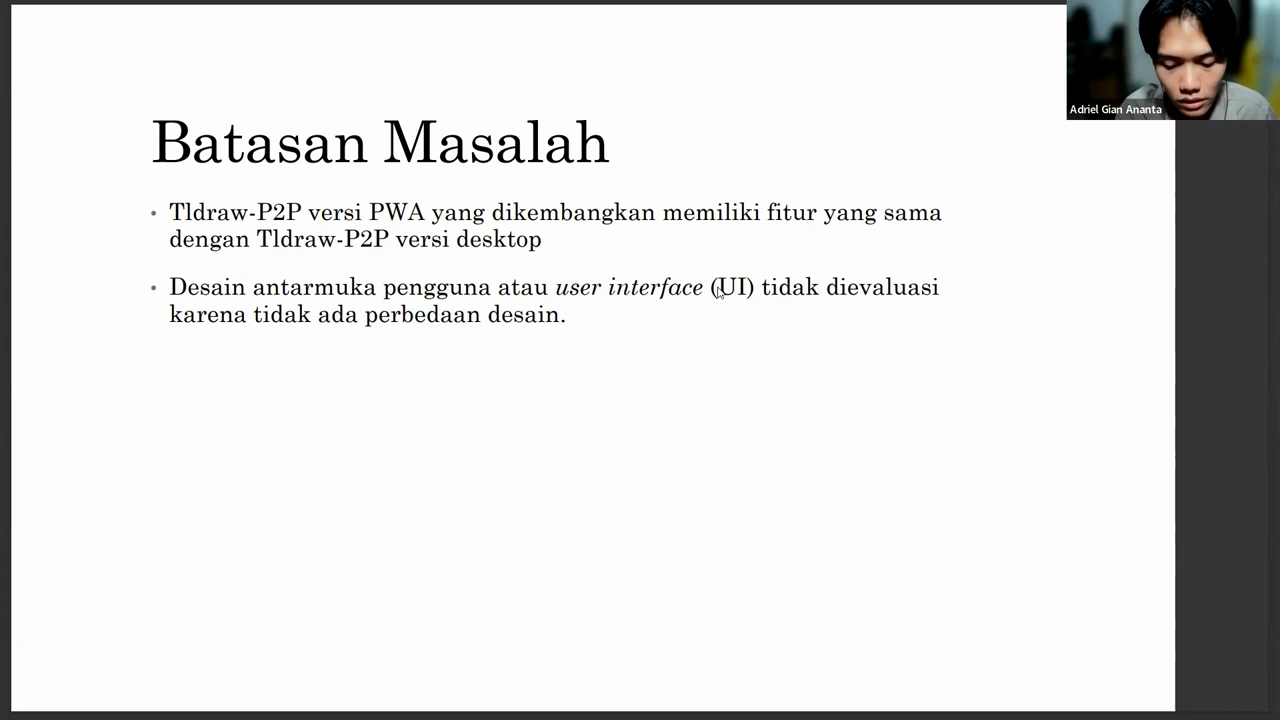 Batasan Masalah
• Tldraw-P2P versi PWA yang dikembangkan memiliki fitur yang sama
dengan Tldraw-P2P versi desktop
• Desain antarmuka pengguna atau user interface (UI) tidak dievaluasi
karena tidak ada perbedaan desain.
Adriel Gian Ananta